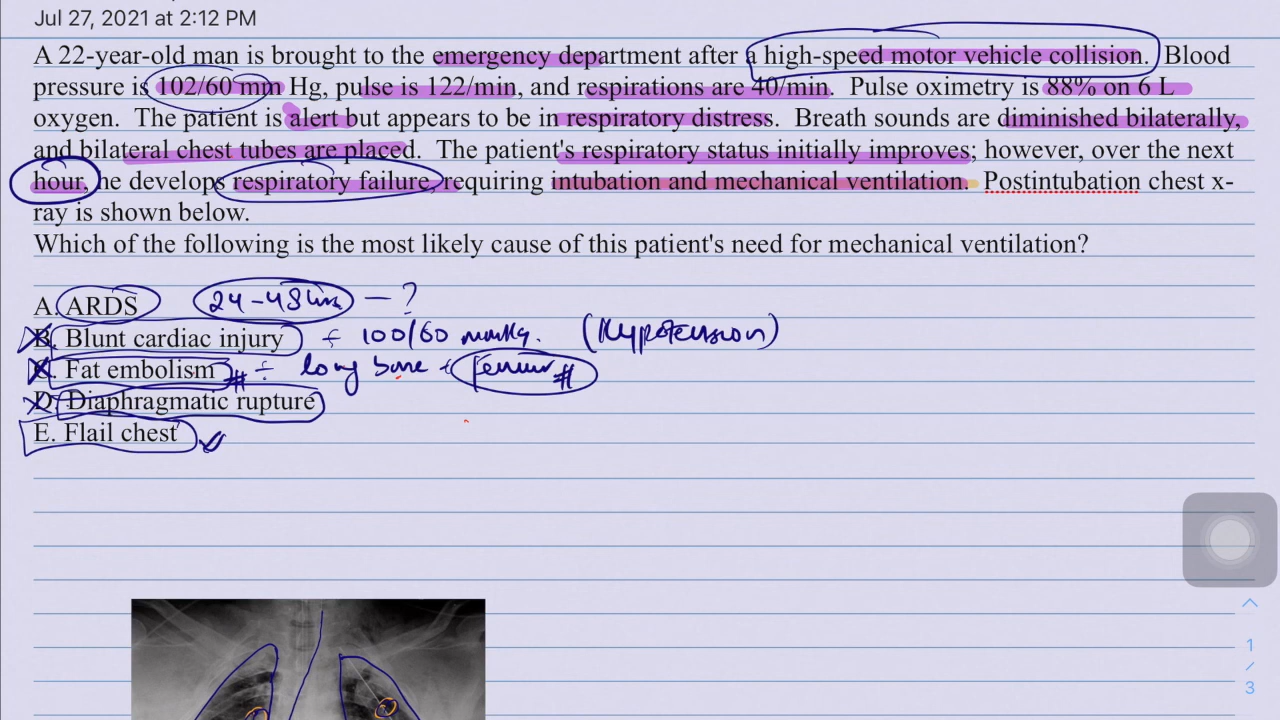 Jul 27, 2021 at 2:12 PM
A 22-year-old man is brought to the emergency department after a high-speed motor vehicle collision. Blood
pressure is 102/60 mm Hg, pulse is 122/min, and respirations are 40/min. Pulse oximetry is 88% on 6 L
oxygen. The patient is alert but appears to be in respiratory distress. Breath sounds are diminished bilaterally,
and bilateral chest tubes are placed. The patient's respiratory status initially improves; however, over the next
hour, he develops respiratory failure, requiring intubation and mechanical ventilation. Postintubation chest x-
ray is shown below.
Which of the following is the most likely cause of this patient's need for mechanical ventilation?
A. ARDS 24-48 hrs — ?
B. Blunt cardiac injury ÷ 100/60 mmHg. (Hypotension)
C. Fat embolism # ÷ long bone femur #
D. Diaphragmatic rupture
E. Flail chest
1
/
3